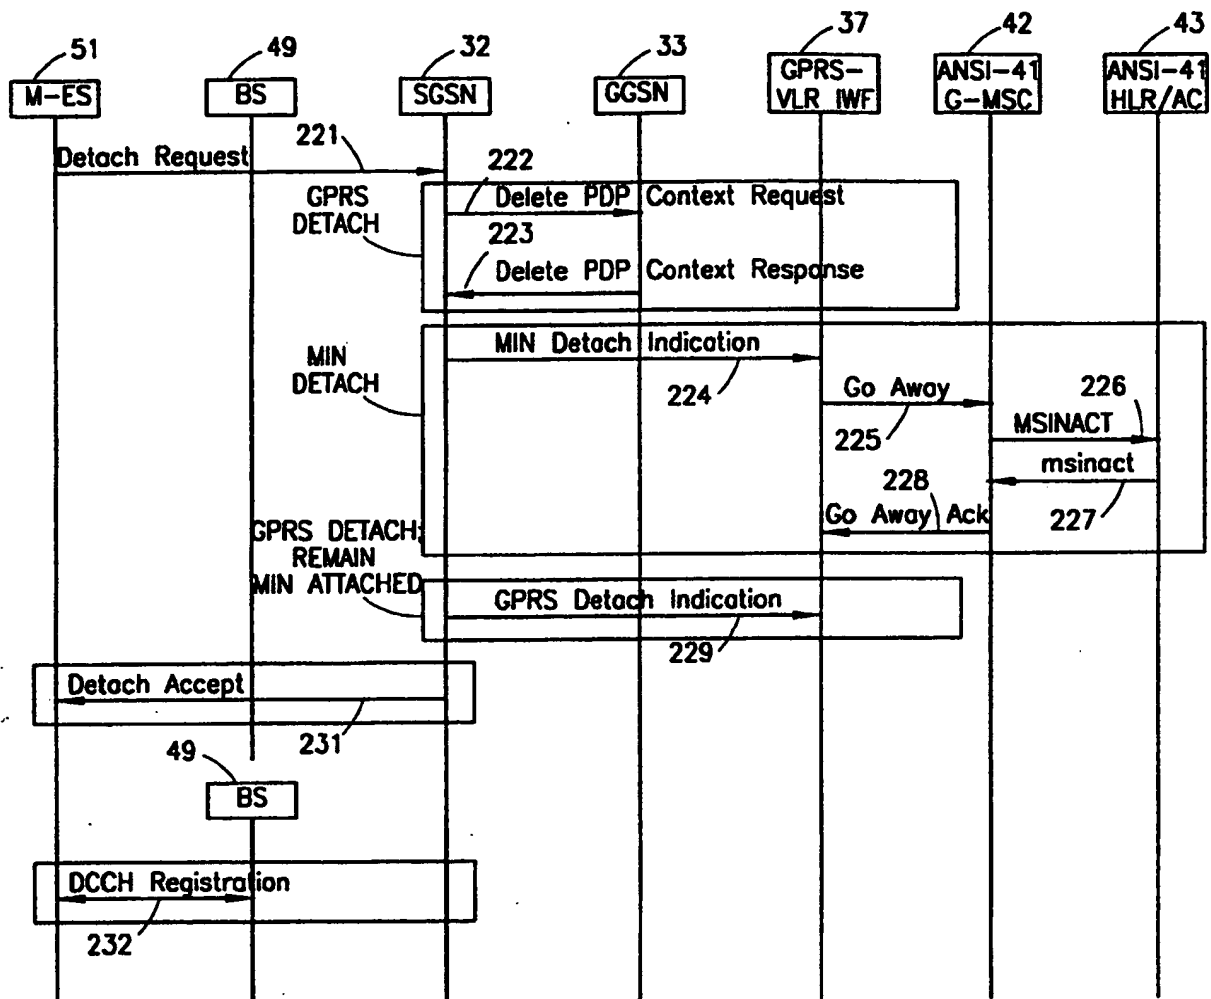 51
49
32
33
37
42
43
M-ES
BS
SGSN
GGSN
GPRS-
VLR IWF
ANSI-41
G-MSC
ANSI-41
HLR/AC
221
Detach Request
222
GPRS
DETACH
Delete PDP Context Request
223
Delete PDP Context Response
MIN
DETACH
MIN Detach Indication
224
Go Away
225
226
MSINACT
msinact
227
228
Go Away Ack
GPRS DETACH;
REMAIN
MIN ATTACHED
GPRS Detach Indication
229
Detach Accept
231
49
BS
DCCH Registration
232